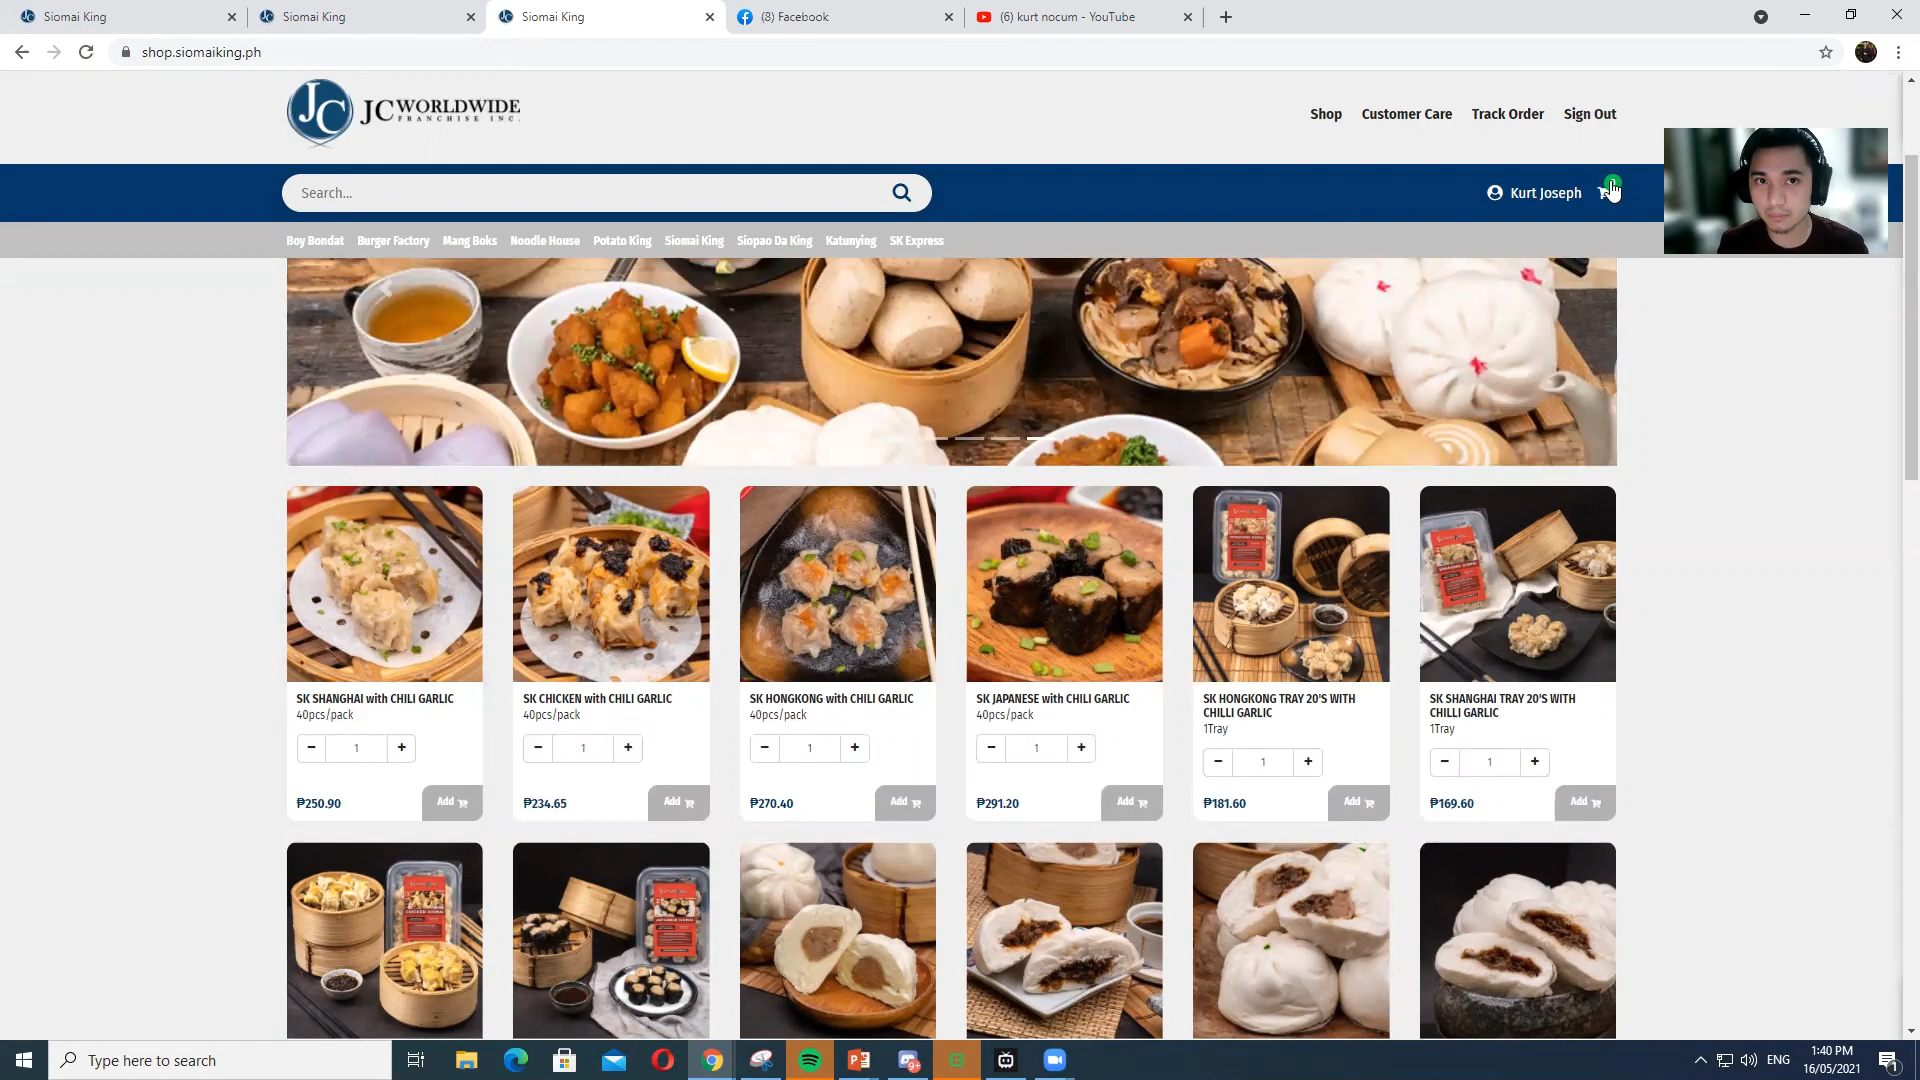 Siomai King
Siomai King
Siomai King
(8) Facebook
(6) kurt nocum - YouTube
shop.siomaiking.ph
JC
JC WORLDWIDE
FRANCHISE INC.
Shop
Customer Care
Track Order
Sign Out
Search...
Kurt Joseph
Boy Bondat
Burger Factory
Mang Boks
Noodle House
Potato King
Siomai King
Siopao Da King
Katunying
SK Express
SK SHANGHAI with CHILI GARLIC
40pcs/pack
− 1 +
₱250.90
Add
SK CHICKEN with CHILI GARLIC
40pcs/pack
− 1 +
₱234.65
Add
SK HONGKONG with CHILI GARLIC
40pcs/pack
− 1 +
₱270.40
Add
SK JAPANESE with CHILI GARLIC
40pcs/pack
− 1 +
₱291.20
Add
SK HONGKONG TRAY 20'S WITH
CHILLI GARLIC
1Tray
− 1 +
₱181.60
Add
SK SHANGHAI TRAY 20'S WITH
CHILLI GARLIC
1Tray
− 1 +
₱169.60
Add
CHICKEN SIOMAI
Type here to search
9+
ENG
1:40 PM
16/05/2021
1